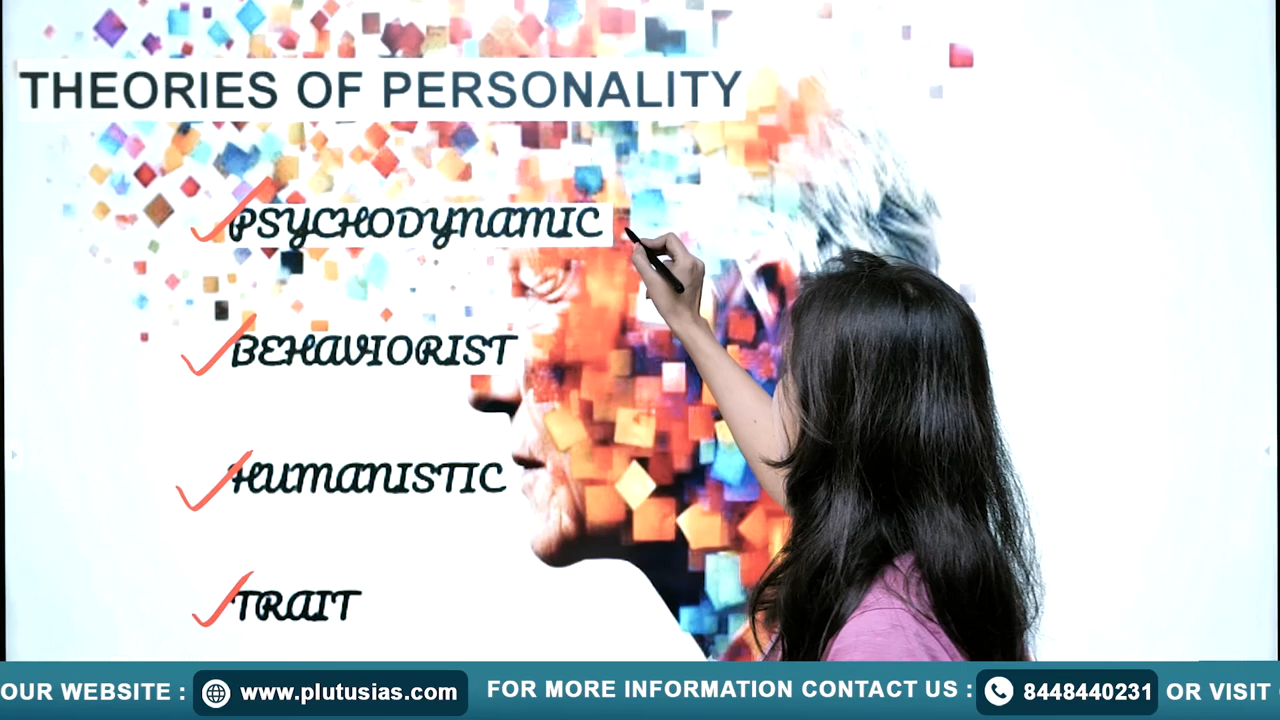 THEORIES OF PERSONALITY
PSYCHODYNAMIC
BEHAVIORIST
HUMANISTIC
TRAIT
OUR WEBSITE : www.plutusias.com FOR MORE INFORMATION CONTACT US : 8448440231 OR VISIT